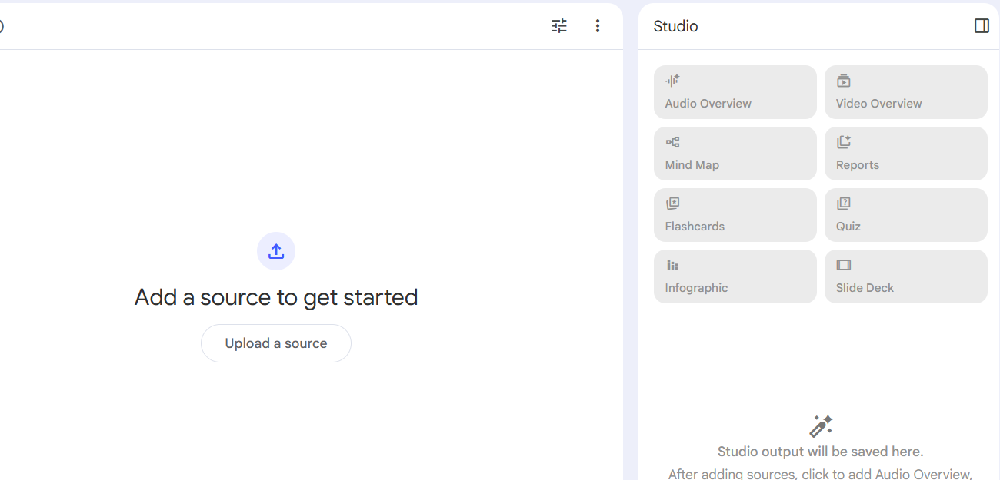 Studio
Audio Overview
Video Overview
Mind Map
Reports
Flashcards
Quiz
Infographic
Slide Deck
Add a source to get started
Upload a source
Studio output will be saved here.
After adding sources, click to add Audio Overview,